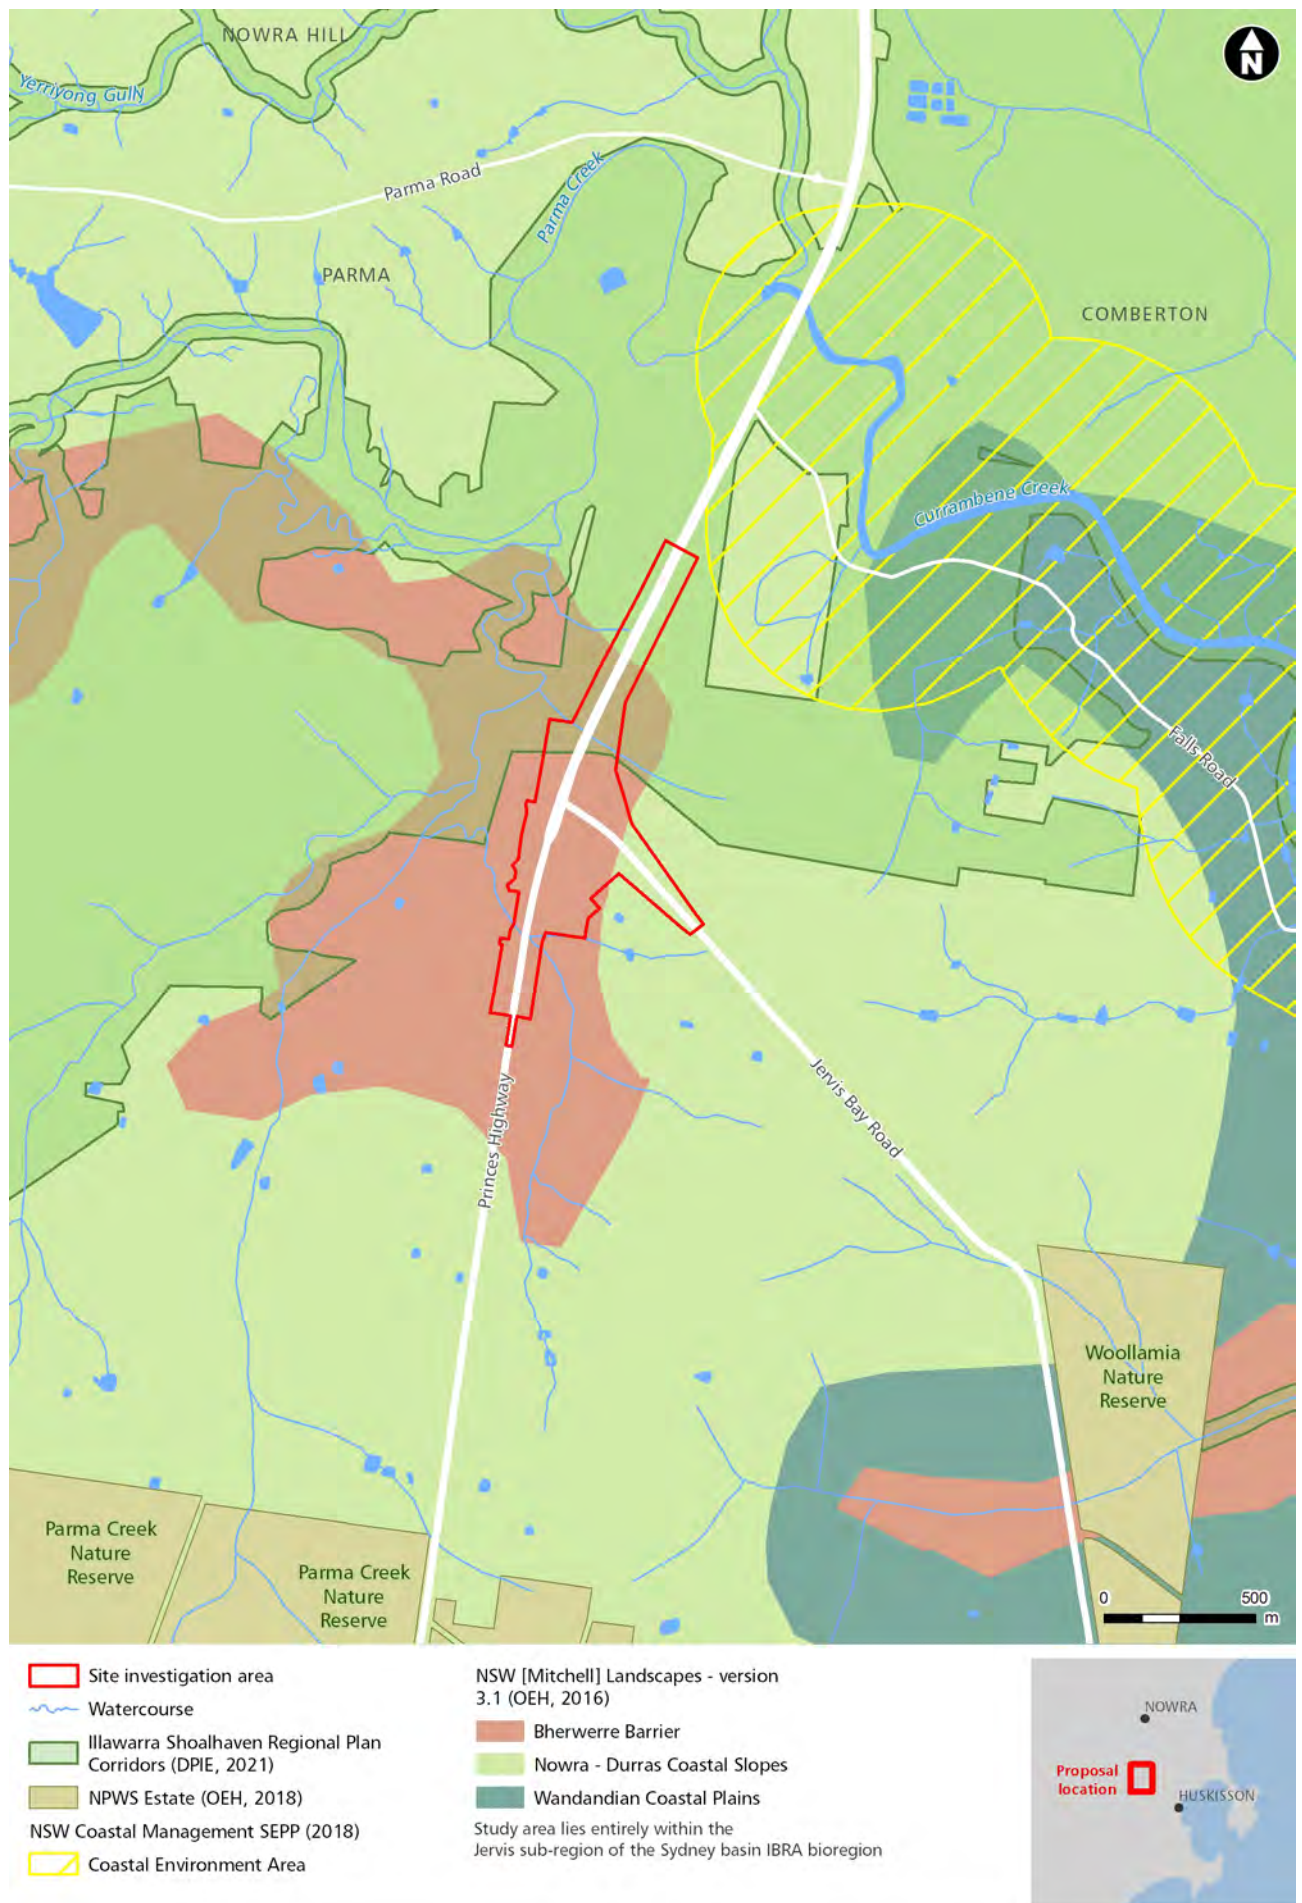 NOWRA HILL
N
Yerriyong Gully
Parma Road
Parma Creek
PARMA
COMBERTON
Currambene Creek
Falls Road
Princes Highway
Jervis Bay Road
Woollamia
Nature
Reserve
Parma Creek
Nature
Reserve
Parma Creek
Nature
Reserve
0 500
m
Site investigation area
Watercourse
Illawarra Shoalhaven Regional Plan
Corridors (DPIE, 2021)
NPWS Estate (OEH, 2018)
NSW Coastal Management SEPP (2018)
Coastal Environment Area
NSW [Mitchell] Landscapes - version
3.1 (OEH, 2016)
Bherwerre Barrier
Nowra - Durras Coastal Slopes
Wandandian Coastal Plains
Study area lies entirely within the
Jervis sub-region of the Sydney basin IBRA bioregion
NOWRA
Proposal
location
HUSKISSON